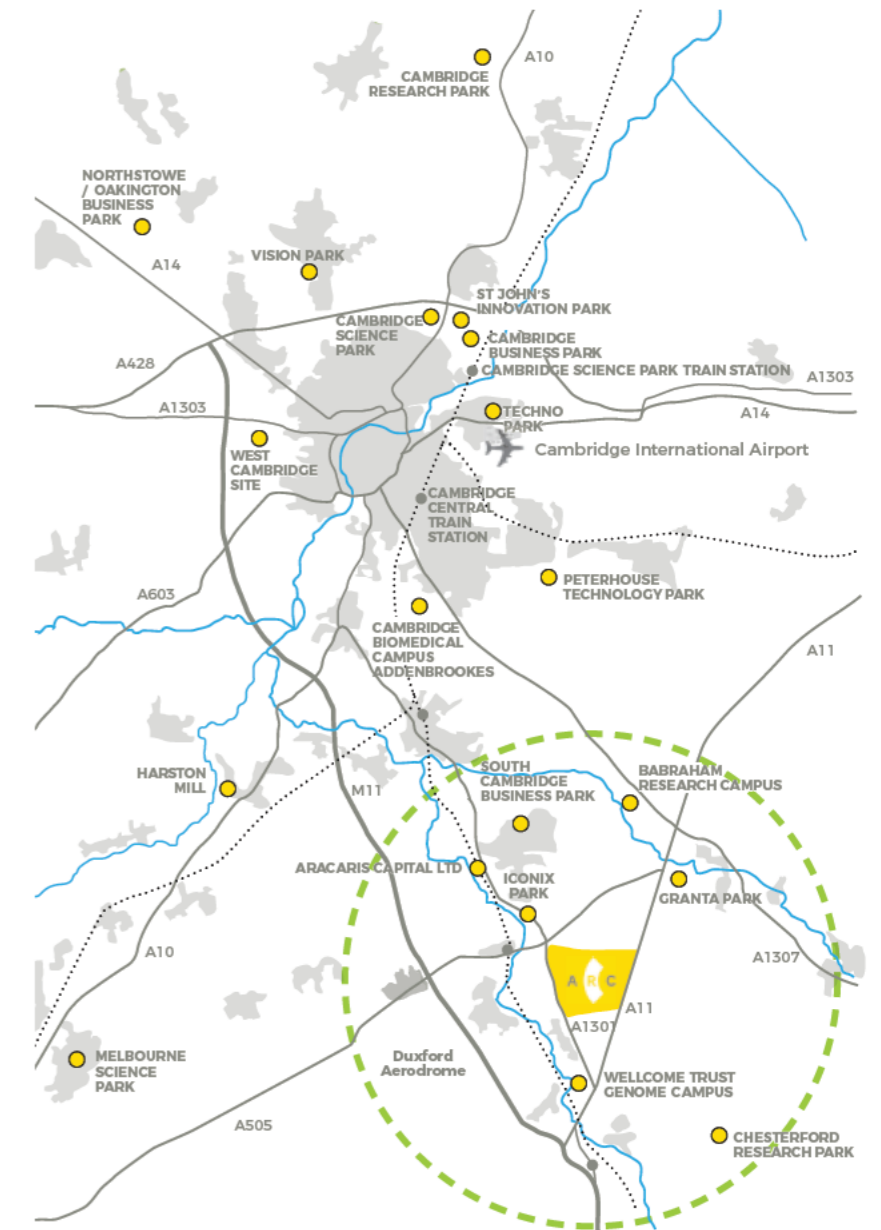 A10
CAMBRIDGE
RESEARCH PARK
NORTHSTOWE
/ OAKINGTON
BUSINESS
PARK
A14
VISION PARK
ST JOHN'S
INNOVATION PARK
CAMBRIDGE
SCIENCE
PARK
CAMBRIDGE
BUSINESS PARK
CAMBRIDGE SCIENCE PARK TRAIN STATION
A428
A1303
A1303
A14
TECHNO
PARK
Cambridge International Airport
WEST
CAMBRIDGE
SITE
CAMBRIDGE
CENTRAL
TRAIN
STATION
PETERHOUSE
TECHNOLOGY PARK
A603
CAMBRIDGE
BIOMEDICAL
CAMPUS
ADDENBROOKES
A11
HARSTON
MILL
M11
SOUTH
CAMBRIDGE
BUSINESS PARK
BABRAHAM
RESEARCH CAMPUS
ARACARIS CAPITAL LTD
ICONIX
PARK
GRANTA PARK
A10
A1307
A R C
A11
A1301
Duxford
Aerodrome
MELBOURNE
SCIENCE
PARK
WELLCOME TRUST
GENOME CAMPUS
A505
CHESTERFORD
RESEARCH PARK